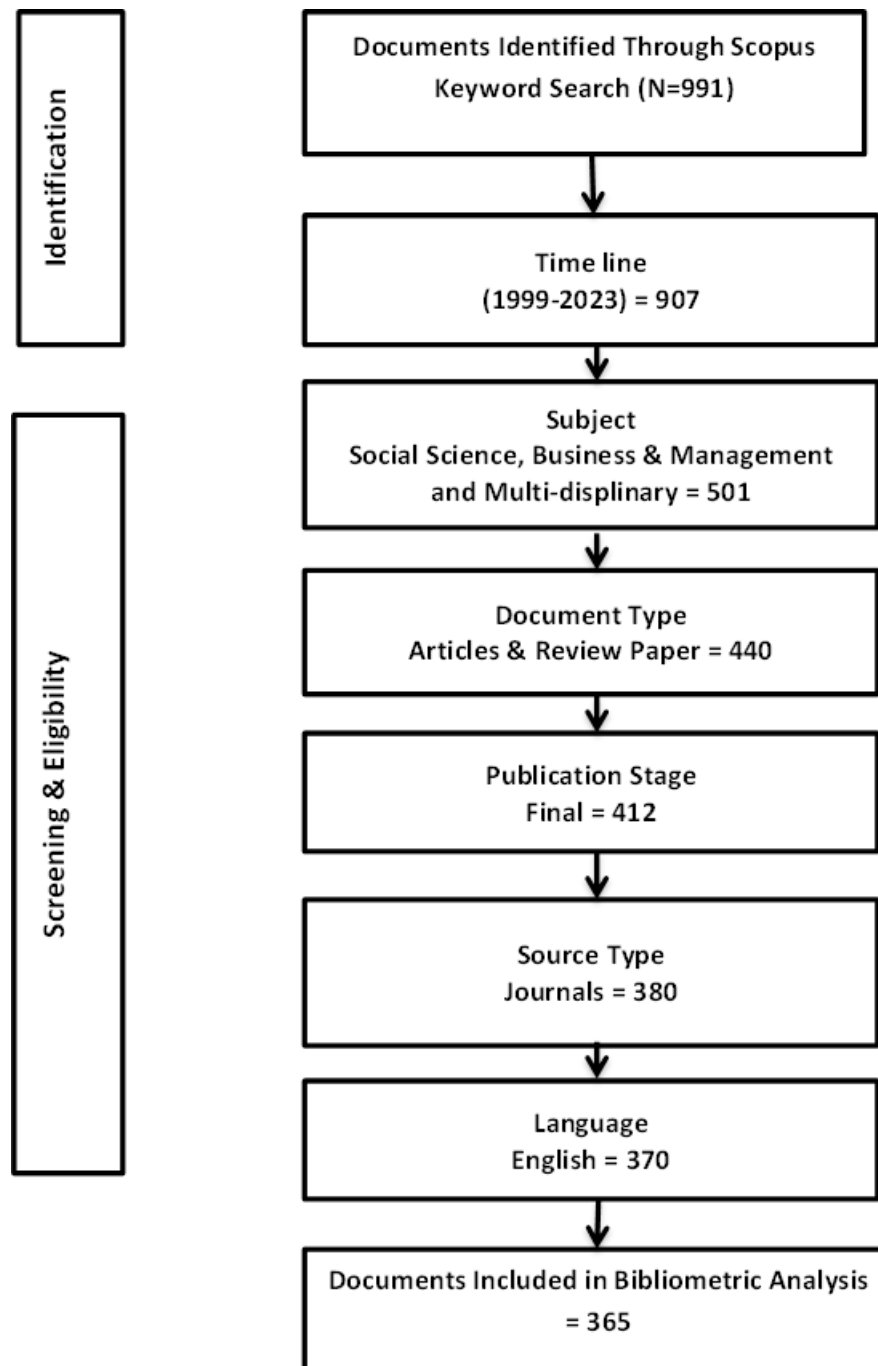 Identification
Documents Identified Through Scopus
Keyword Search (N=991)
Time line
(1999-2023) = 907
Screening & Eligibility
Subject
Social Science, Business & Management
and Multi-displinary = 501
Document Type
Articles & Review Paper = 440
Publication Stage
Final = 412
Source Type
Journals = 380
Language
English = 370
Documents Included in Bibliometric Analysis
= 365